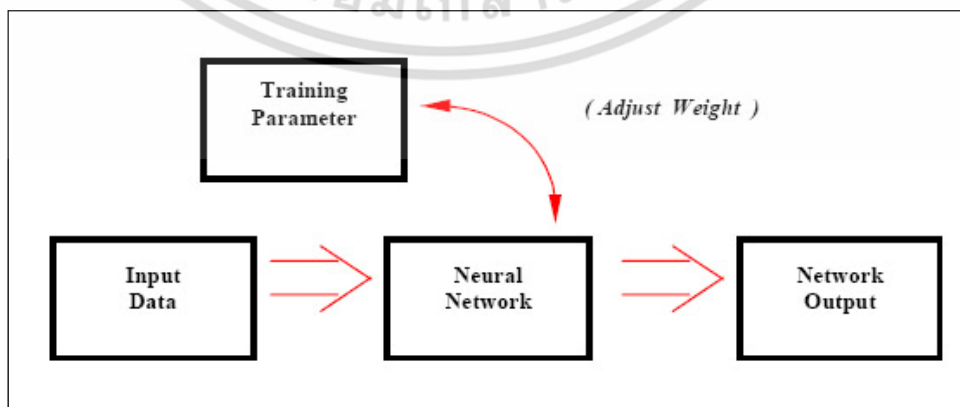 Training
Parameter
( Adjust Weight )
Input
Data
Neural
Network
Network
Output